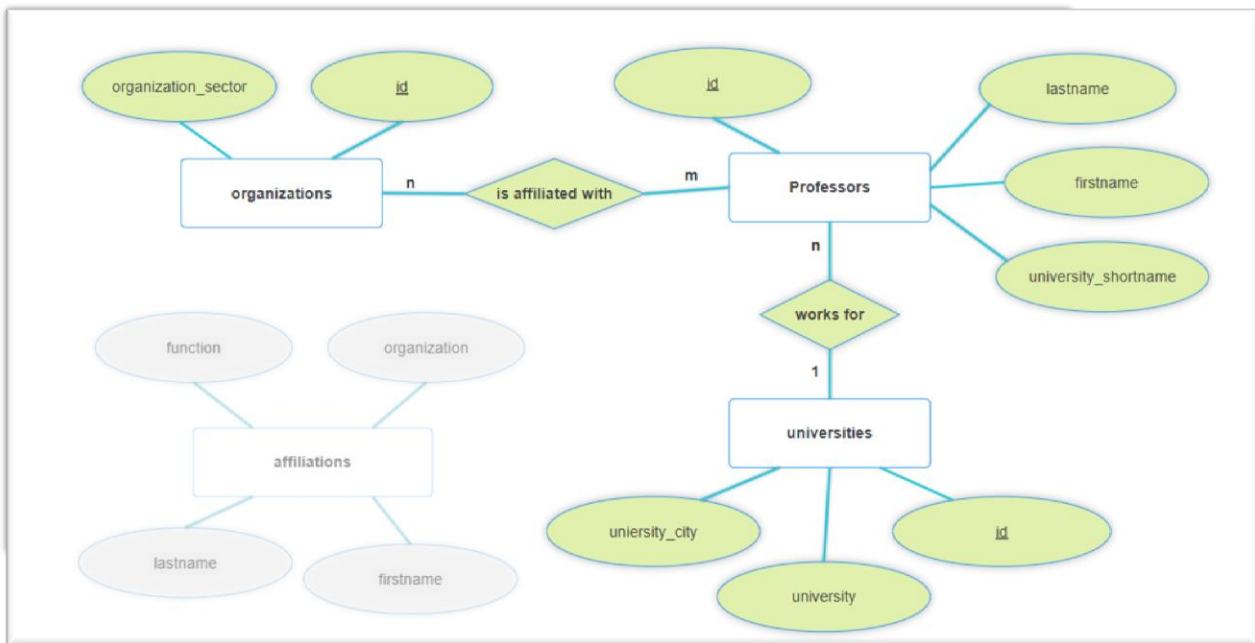 organization_sector
id
id
lastname
organizations
n
is affiliated with
m
Professors
firstname
n
university_shortname
works for
function
organization
1
affiliations
universities
lastname
firstname
uniersity_city
id
university